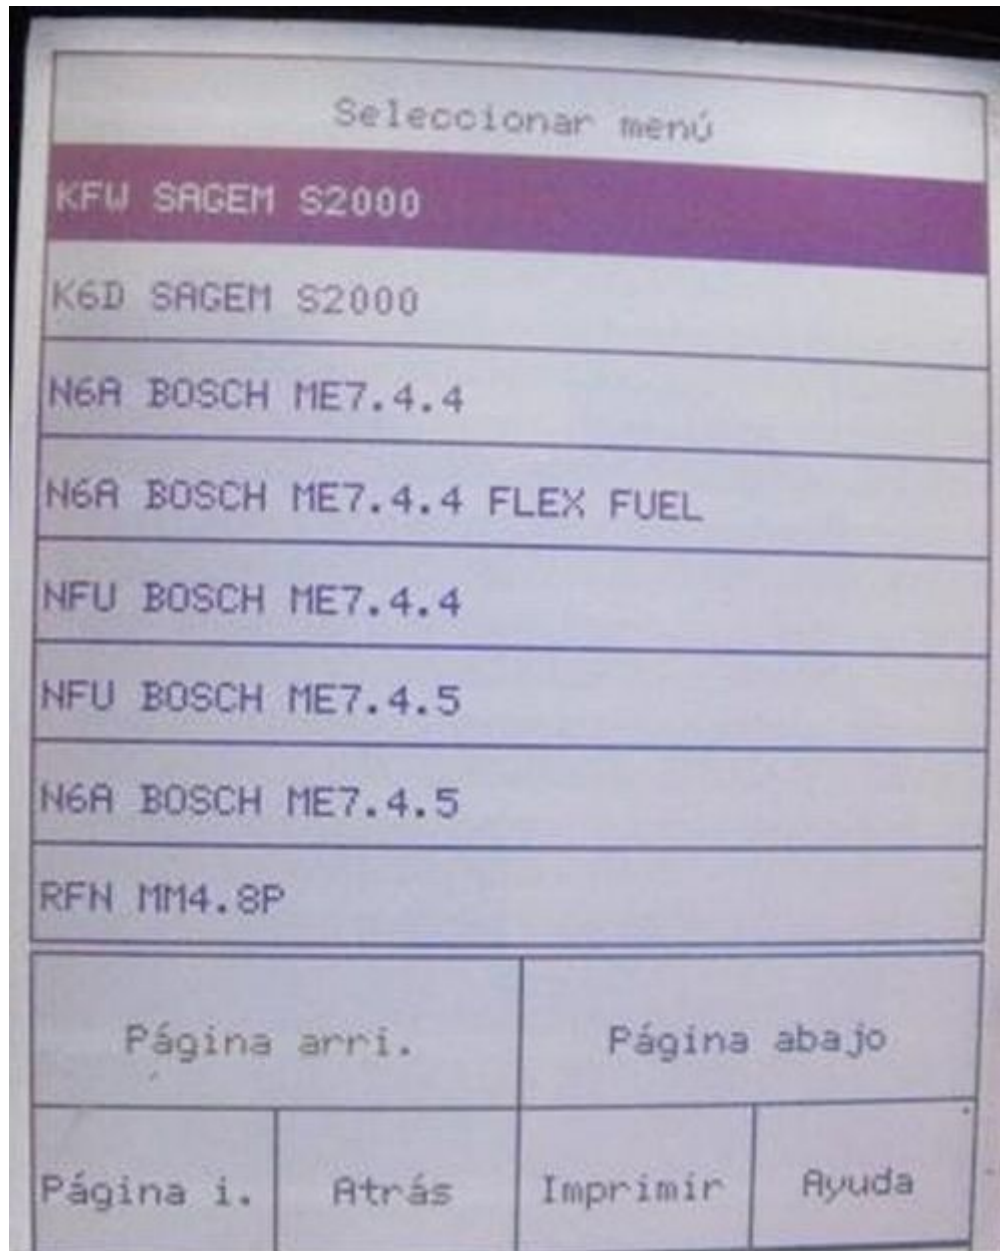 Seleccionar menú
KFW SAGEM S2000
K6D SAGEM S2000
N6A BOSCH ME7.4.4
N6A BOSCH ME7.4.4 FLEX FUEL
NFU BOSCH ME7.4.4
NFU BOSCH ME7.4.5
N6A BOSCH ME7.4.5
RFN MM4.8P
Página arri. Página abajo
Página i. Atrás Imprimir Ayuda